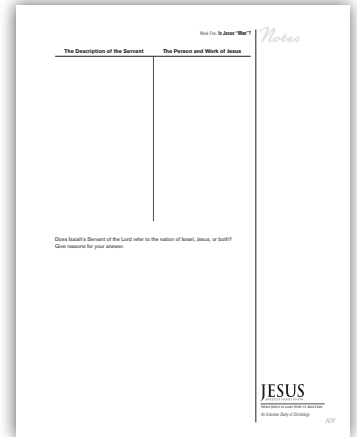 Week Ten: Is Jesus "Man"?
Notes
The Description of the Servant The Person and Work of Jesus
Does Isaiah's Servant of the Lord refer to the nation of Israel, Jesus, or both?
Give reasons for your answer.
JESUS
An Inductive Study of Christology